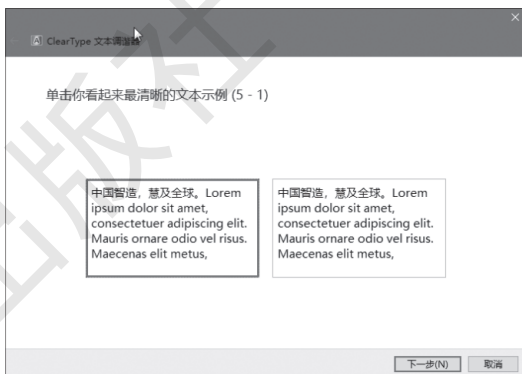 ClearType 文本调谐器
单击你看起来最清晰的文本示例 (5 - 1)
中国智造，慧及全球。Lorem
ipsum dolor sit amet,
consectetuer adipiscing elit.
Mauris ornare odio vel risus.
Maecenas elit metus,
中国智造，慧及全球。Lorem
ipsum dolor sit amet,
consectetuer adipiscing elit.
Mauris ornare odio vel risus.
Maecenas elit metus,
下一步(N)
取消
出版社